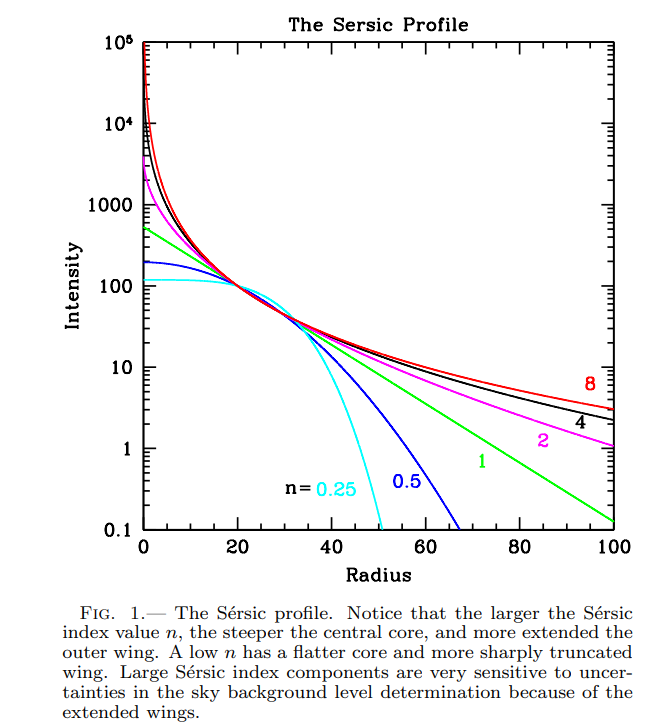 The Sersic Profile
10⁵
10⁴
1000
100
10
1
0.1
Intensity
8
4
2
1
0.5
n= 0.25
0
20
40
60
80
100
Radius
FIG. 1.— The Sérsic profile. Notice that the larger the Sérsic
index value n, the steeper the central core, and more extended the
outer wing. A low n has a flatter core and more sharply truncated
wing. Large Sérsic index components are very sensitive to uncer-
tainties in the sky background level determination because of the
extended wings.